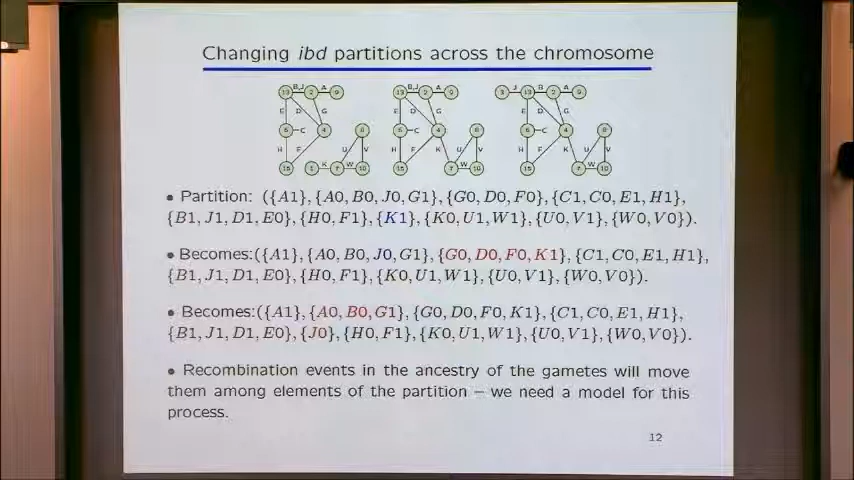 Changing ibd partitions across the chromosome
• Partition: ({A1}, {A0, B0, J0, G1}, {G0, D0, F0}, {C1, C0, E1, H1},
{B1, J1, D1, E0}, {H0, F1}, {K1}, {K0, U1, W1}, {U0, V1}, {W0, V0}).
• Becomes:({A1}, {A0, B0, J0, G1}, {G0, D0, F0, K1}, {C1, C0, E1, H1},
{B1, J1, D1, E0}, {H0, F1}, {K0, U1, W1}, {U0, V1}, {W0, V0}).
• Becomes:({A1}, {A0, B0, G1}, {G0, D0, F0, K1}, {C1, C0, E1, H1},
{B1, J1, D1, E0}, {J0}, {H0, F1}, {K0, U1, W1}, {U0, V1}, {W0, V0}).
• Recombination events in the ancestry of the gametes will move
them among elements of the partition – we need a model for this
process.
12